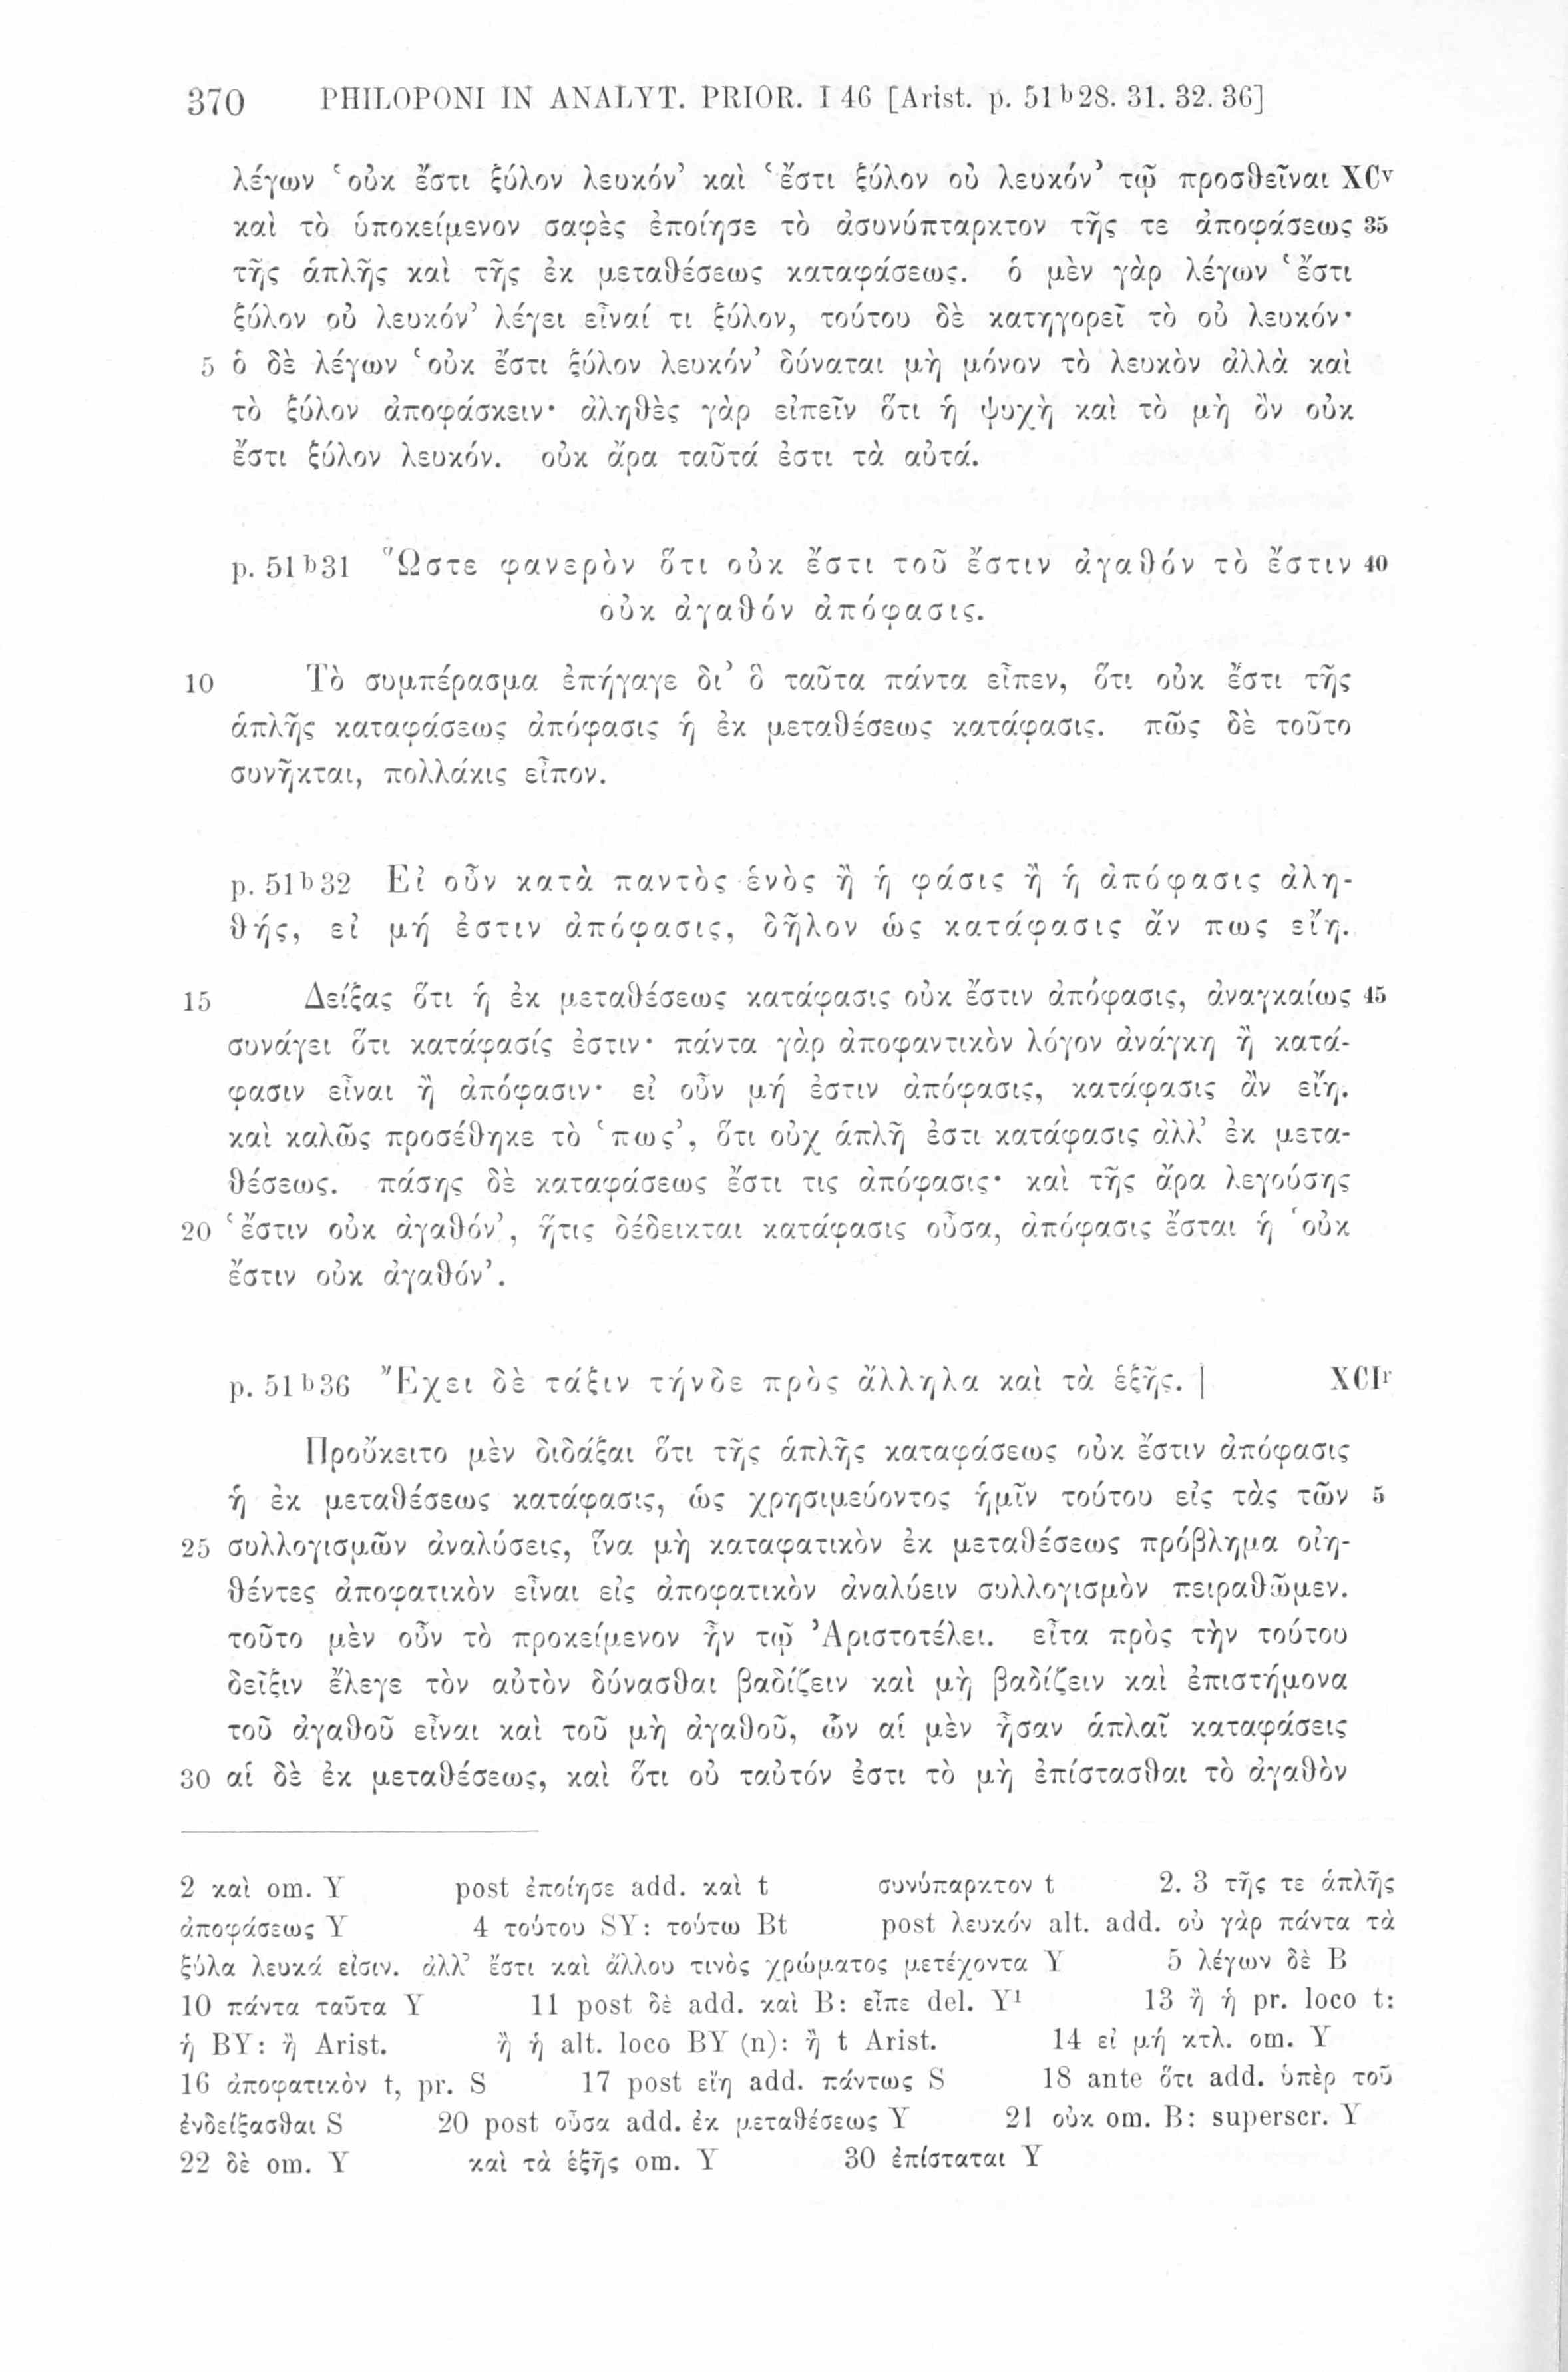 370 PHILOPONI IN ANALYT. PRIOR. I 46 [Arist. p. 51ᵇ28. 31. 32. 36]
λέγων ‘οὐκ ἔστι ξύλον λευκόν’ καὶ ‘ἔστι ξύλον οὐ λευκόν’ τῷ προσθεῖναι XCᵛ
καὶ τὸ ὑποκείμενον σαφὲς ἐποίησε τὸ ἀσυνύπταρκτον τῆς τε ἀποφάσεως 35
τῆς ἁπλῆς καὶ τῆς ἐκ μεταθέσεως καταφάσεως. ὁ μὲν γὰρ λέγων ‘ἔστι
ξύλον οὐ λευκόν’ λέγει εἶναί τι ξύλον, τούτου δὲ κατηγορεῖ τὸ οὐ λευκόν·
5 ὁ δὲ λέγων ‘οὐκ ἔστι ξύλον λευκόν’ δύναται μὴ μόνον τὸ λευκὸν ἀλλὰ καὶ
τὸ ξύλον ἀποφάσκειν· ἀληθὲς γὰρ εἰπεῖν ὅτι ἡ ψυχὴ καὶ τὸ μὴ ὂν οὐκ
ἔστι ξύλον λευκόν. οὐκ ἄρα ταῦτά ἐστι τὰ αὐτά.
p. 51ᵇ31 Ὥστε φανερὸν ὅτι οὐκ ἔστι τοῦ ἔστιν ἀγαθόν τὸ ἔστιν 40
οὐκ ἀγαθόν ἀπόφασις.
10 Τὸ συμπέρασμα ἐπήγαγε δι’ ὃ ταῦτα πάντα εἶπεν, ὅτι οὐκ ἔστι τῆς
ἁπλῆς καταφάσεως ἀπόφασις ἡ ἐκ μεταθέσεως κατάφασις. πῶς δὲ τοῦτο
συνῆκται, πολλάκις εἶπον.
p. 51ᵇ32 Εἰ οὖν κατὰ παντὸς ἑνὸς ἢ ἡ φάσις ἢ ἡ ἀπόφασις ἀλη-
θής, εἰ μή ἐστιν ἀπόφασις, δῆλον ὡς κατάφασις ἄν πως εἴη.
15 Δείξας ὅτι ἡ ἐκ μεταθέσεως κατάφασις οὐκ ἔστιν ἀπόφασις, ἀναγκαίως 45
συνάγει ὅτι κατάφασίς ἐστιν· πάντα γὰρ ἀποφαντικὸν λόγον ἀνάγκη ἢ κατά-
φασιν εἶναι ἢ ἀπόφασιν· εἰ οὖν μή ἐστιν ἀπόφασις, κατάφασις ἂν εἴη.
καὶ καλῶς προσέθηκε τὸ ‘πως’, ὅτι οὐχ ἁπλῆ ἐστι κατάφασις ἀλλ’ ἐκ μετα-
θέσεως. πάσης δὲ καταφάσεως ἔστι τις ἀπόφασις· καὶ τῆς ἄρα λεγούσης
20 ‘ἔστιν οὐκ ἀγαθόν’, ἥτις δέδεικται κατάφασις οὖσα, ἀπόφασις ἔσται ἡ ‘οὐκ
ἔστιν οὐκ ἀγαθόν’.
p. 51ᵇ36 Ἔχει δὲ τάξιν τήνδε πρὸς ἄλληλα καὶ τὰ ἑξῆς. | XCIʳ
Προὔκειτο μὲν διδάξαι ὅτι τῆς ἁπλῆς καταφάσεως οὐκ ἔστιν ἀπόφασις
ἡ ἐκ μεταθέσεως κατάφασις, ὡς χρησιμεύοντος ἡμῖν τούτου εἰς τὰς τῶν 5
25 συλλογισμῶν ἀναλύσεις, ἵνα μὴ καταφατικὸν ἐκ μεταθέσεως πρόβλημα οἰη-
θέντες ἀποφατικὸν εἶναι εἰς ἀποφατικὸν ἀναλύειν συλλογισμὸν πειραθῶμεν.
τοῦτο μὲν οὖν τὸ προκείμενον ἦν τῷ Ἀριστοτέλει. εἶτα πρὸς τὴν τούτου
δεῖξιν ἔλεγε τὸν αὐτὸν δύνασθαι βαδίζειν καὶ μὴ βαδίζειν καὶ ἐπιστήμονα
τοῦ ἀγαθοῦ εἶναι καὶ τοῦ μὴ ἀγαθοῦ, ὧν αἱ μὲν ἦσαν ἁπλαῖ καταφάσεις
30 αἱ δὲ ἐκ μεταθέσεως, καὶ ὅτι οὐ ταὐτόν ἐστι τὸ μὴ ἐπίστασθαι τὸ ἀγαθὸν
2 καὶ om. Y post ἐποίησε add. καὶ t συνύπαρκτον t 2. 3 τῆς τε ἁπλῆς
ἀποφάσεως Y 4 τούτου SY: τούτω Bt post λευκόν alt. add. οὐ γὰρ πάντα τὰ
ξύλα λευκά εἰσιν. ἀλλ’ ἔστι καὶ ἄλλου τινὸς χρώματος μετέχοντα Y 5 λέγων δὲ B
10 πάντα ταῦτα Y 11 post δὲ add. καὶ B: εἶπε del. Y¹ 13 ἢ ἡ pr. loco t:
ἡ BY: ἢ Arist. ἢ ἡ alt. loco BY (n): ἢ t Arist. 14 εἰ μή κτλ. om. Y
16 ἀποφατικὸν t, pr. S 17 post εἴη add. πάντως S 18 ante ὅτι add. ὑπὲρ τοῦ
ἐνδείξασθαι S 20 post οὖσα add. ἐκ μεταθέσεως Y 21 οὐκ om. B: superscr. Y
22 δὲ om. Y καὶ τὰ ἑξῆς om. Y 30 ἐπίσταται Y